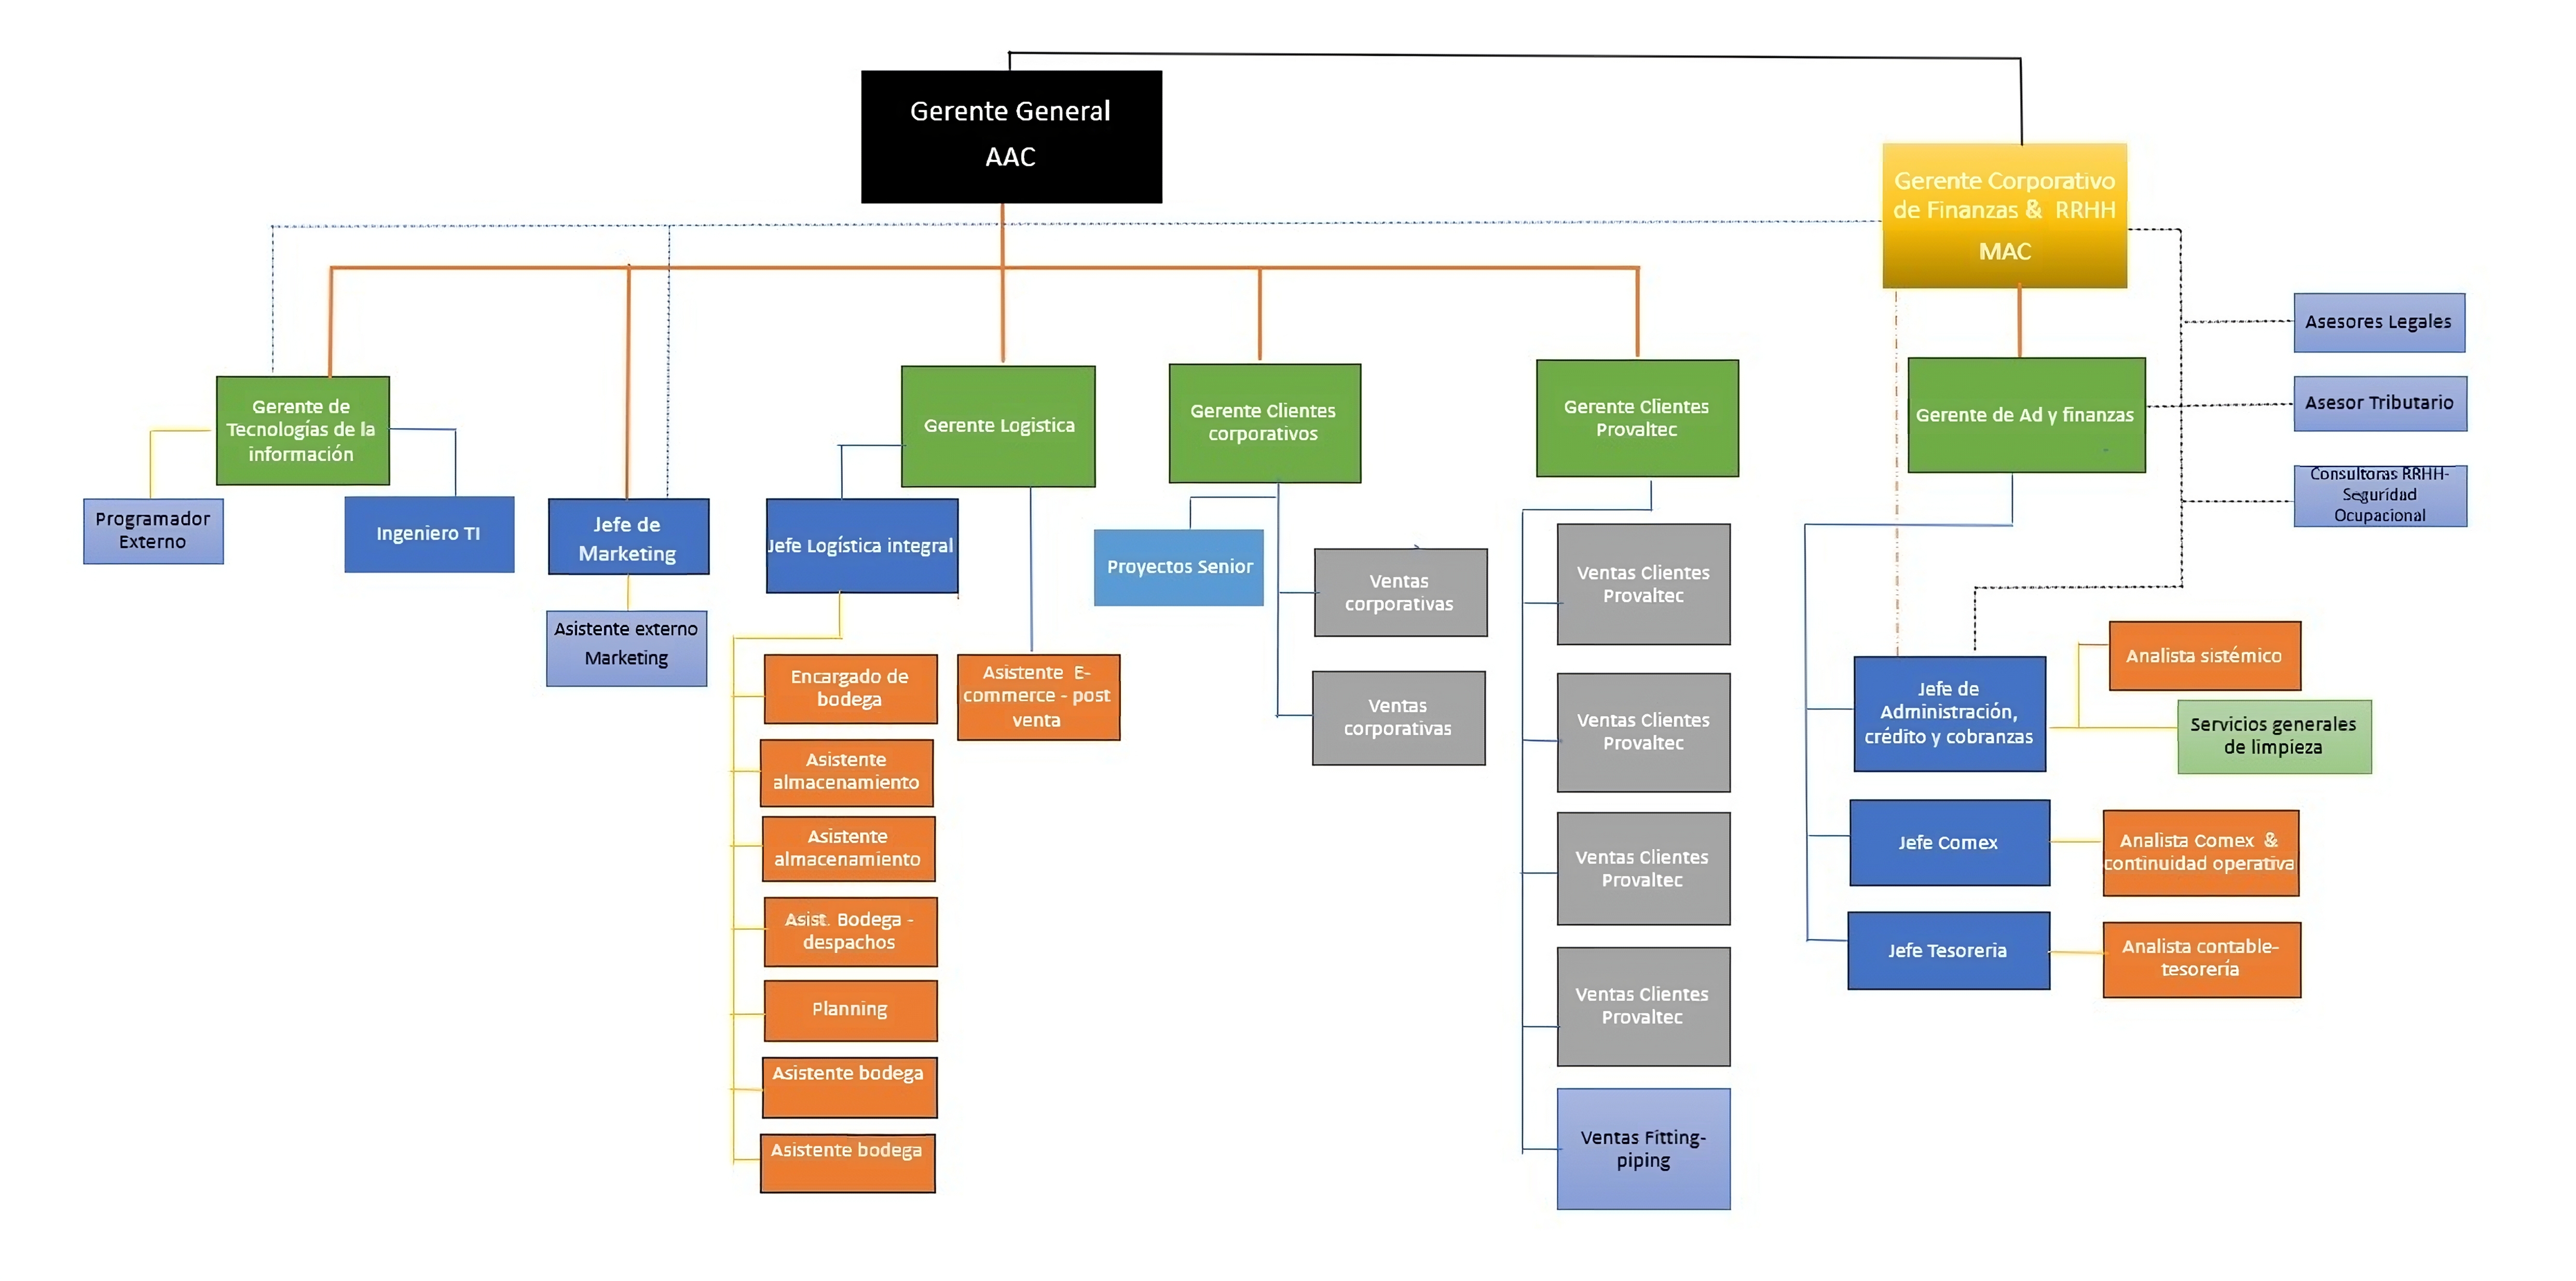 Gerente General
AAC
Gerente Corporativo
de Finanzas & RRHH
MAC
Asesores Legales
Asesor Tributario
Consultoras RRHH-
Seguridad
Ocupacional
Gerente de
Tecnologías de la
información
Gerente Logistica
Gerente Clientes
corporativos
Gerente Clientes
Provaltec
Gerente de Ad y finanzas
Programador
Externo
Ingeniero TI
Jefe de
Marketing
Asistente externo
Marketing
Jefe Logística integral
Encargado de
bodega
Asistente
almacenamiento
Asistente
almacenamiento
Asist. Bodega -
despachos
Planning
Asistente bodega
Asistente bodega
Asistente E-
commerce - post
venta
Proyectos Senior
Ventas
corporativas
Ventas
corporativas
Ventas Clientes
Provaltec
Ventas Clientes
Provaltec
Ventas Clientes
Provaltec
Ventas Clientes
Provaltec
Ventas Fitting-
piping
Jefe de
Administración,
crédito y cobranzas
Analista sistémico
Servicios generales
de limpieza
Jefe Comex
Analista Comex &
continuidad operativa
Jefe Tesoreria
Analista contable-
tesorería